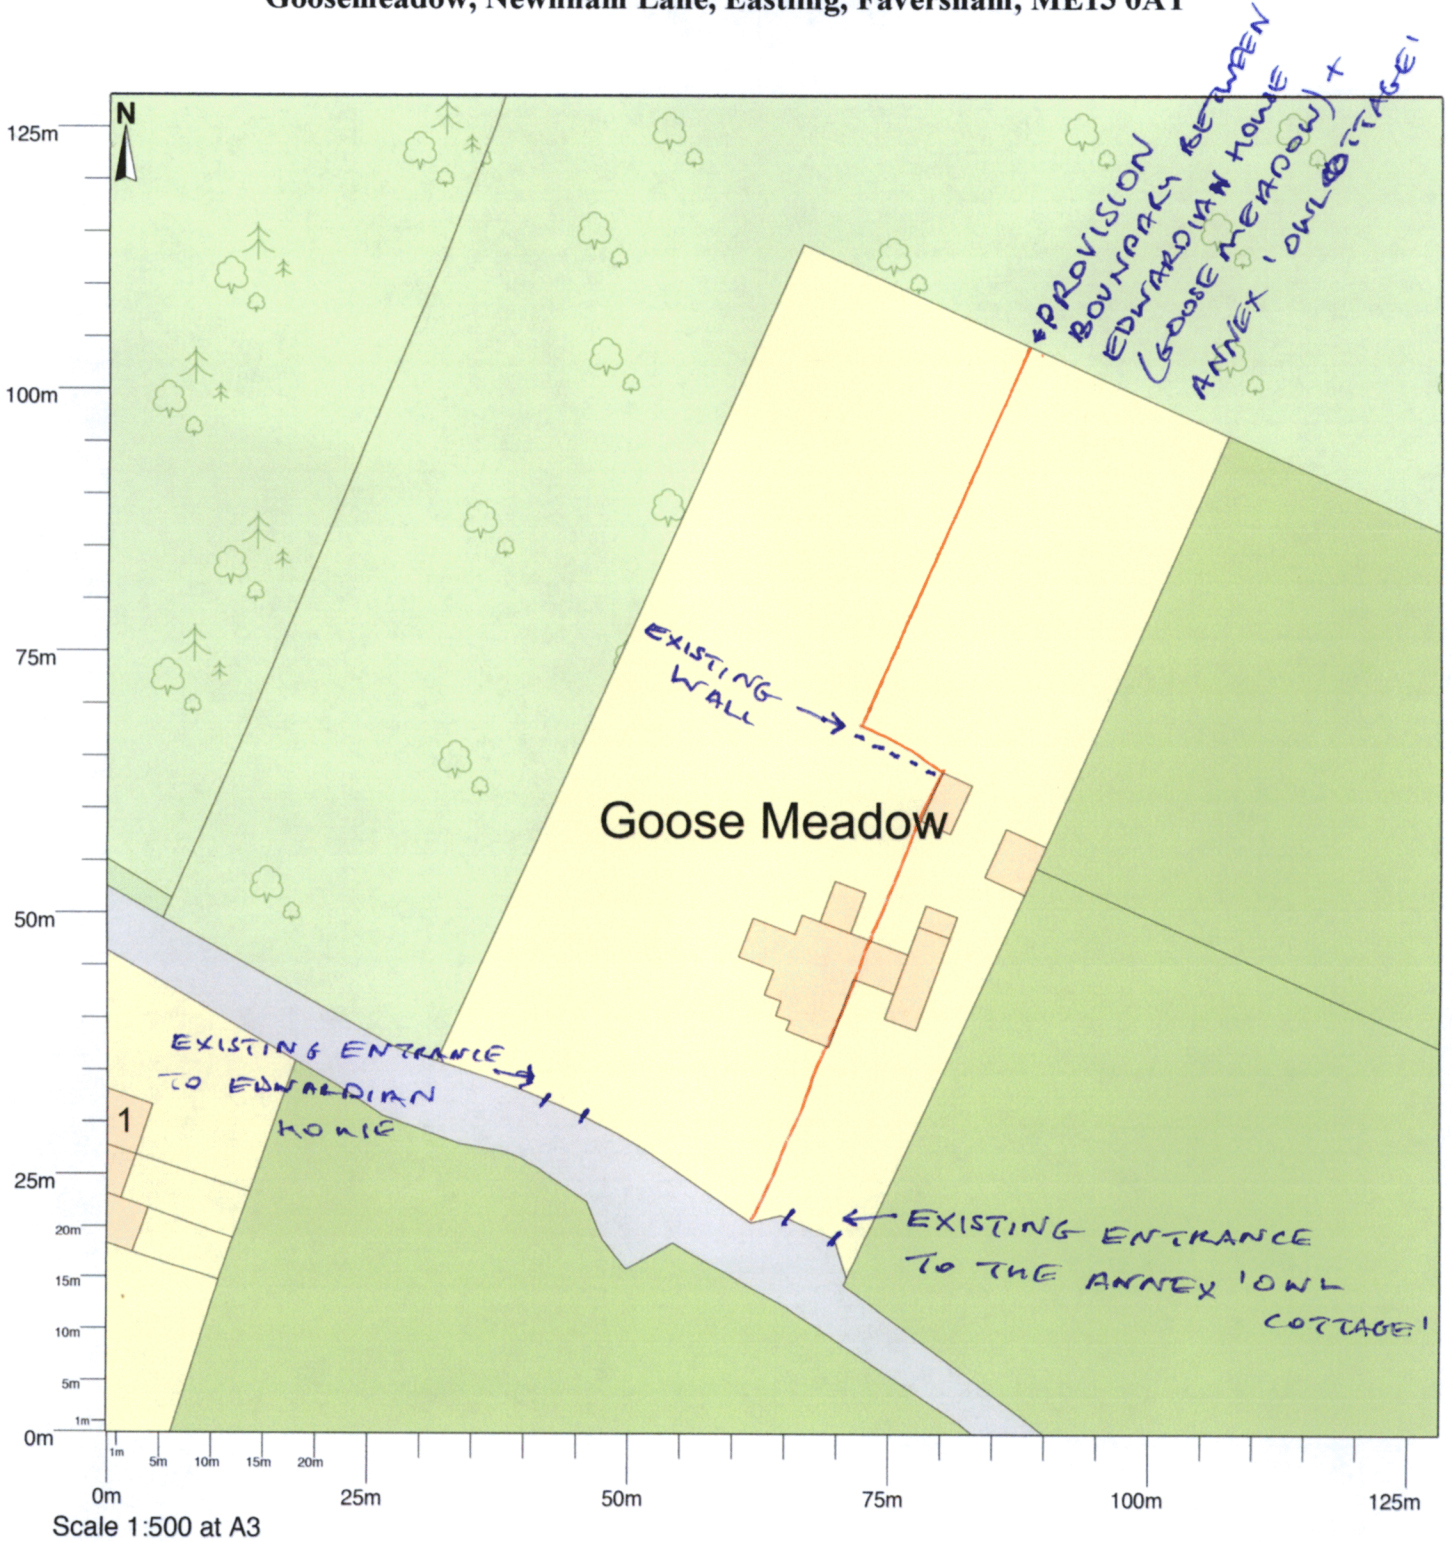 Goosemeadow, Newnham Lane, Eastling, Faversham, ME13 0AY
N
PROVISION
BOUNDARY BETWEEN
EDWARDIAN HOUSE
(GOOSE MEADOW) +
ANNEX 'OWL COTTAGE'
125m
100m
75m
50m
25m
20m
15m
10m
5m
1m
0m
EXISTING
WALL
Goose Meadow
EXISTING ENTRANCE
TO EDWARDIAN
HOUSE
1
EXISTING ENTRANCE
TO THE ANNEX 'OWL
COTTAGE'
1m
5m
10m
15m
20m
0m
25m
50m
75m
100m
125m
Scale 1:500 at A3